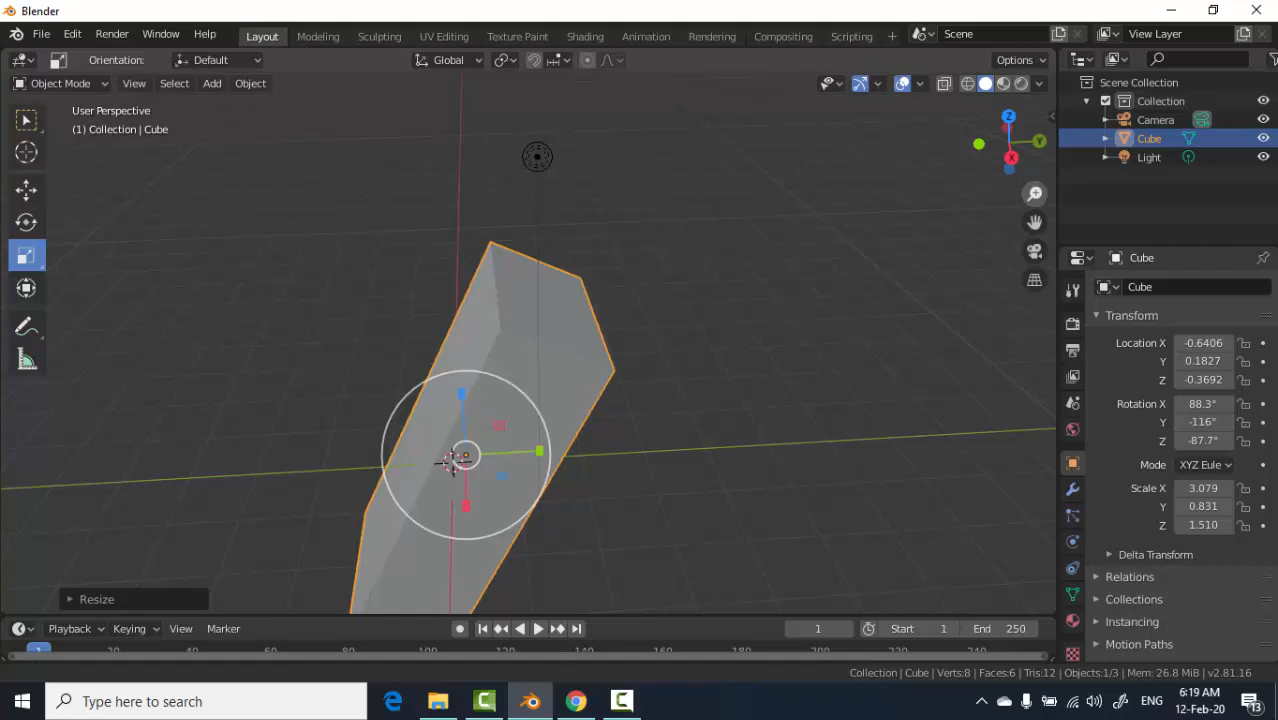 Blender
File Edit Render Window Help Layout Modeling Sculpting UV Editing Texture Paint Shading Animation Rendering Compositing Scripting + Scene View Layer
Orientation: Default Global Options
Object Mode View Select Add Object
User Perspective
(1) Collection | Cube
Z
Y
X
Scene Collection
Collection
Camera
Cube
Light
Cube
Cube
Transform
Location X -0.6406
Y 0.1827
Z -0.3692
Rotation X 88.3°
Y -116°
Z -87.7°
Mode XYZ Eule
Scale X 3.079
Y 0.831
Z 1.510
Delta Transform
Relations
Collections
Instancing
Motion Paths
Resize
Playback Keying View Marker 1 Start 1 End 250
Collection | Cube | Verts:8 | Faces:6 | Tris:12 | Objects:1/3 | Mem: 26.8 MiB | v2.81.16
Type here to search
ENG
6:19 AM
12-Feb-20
13